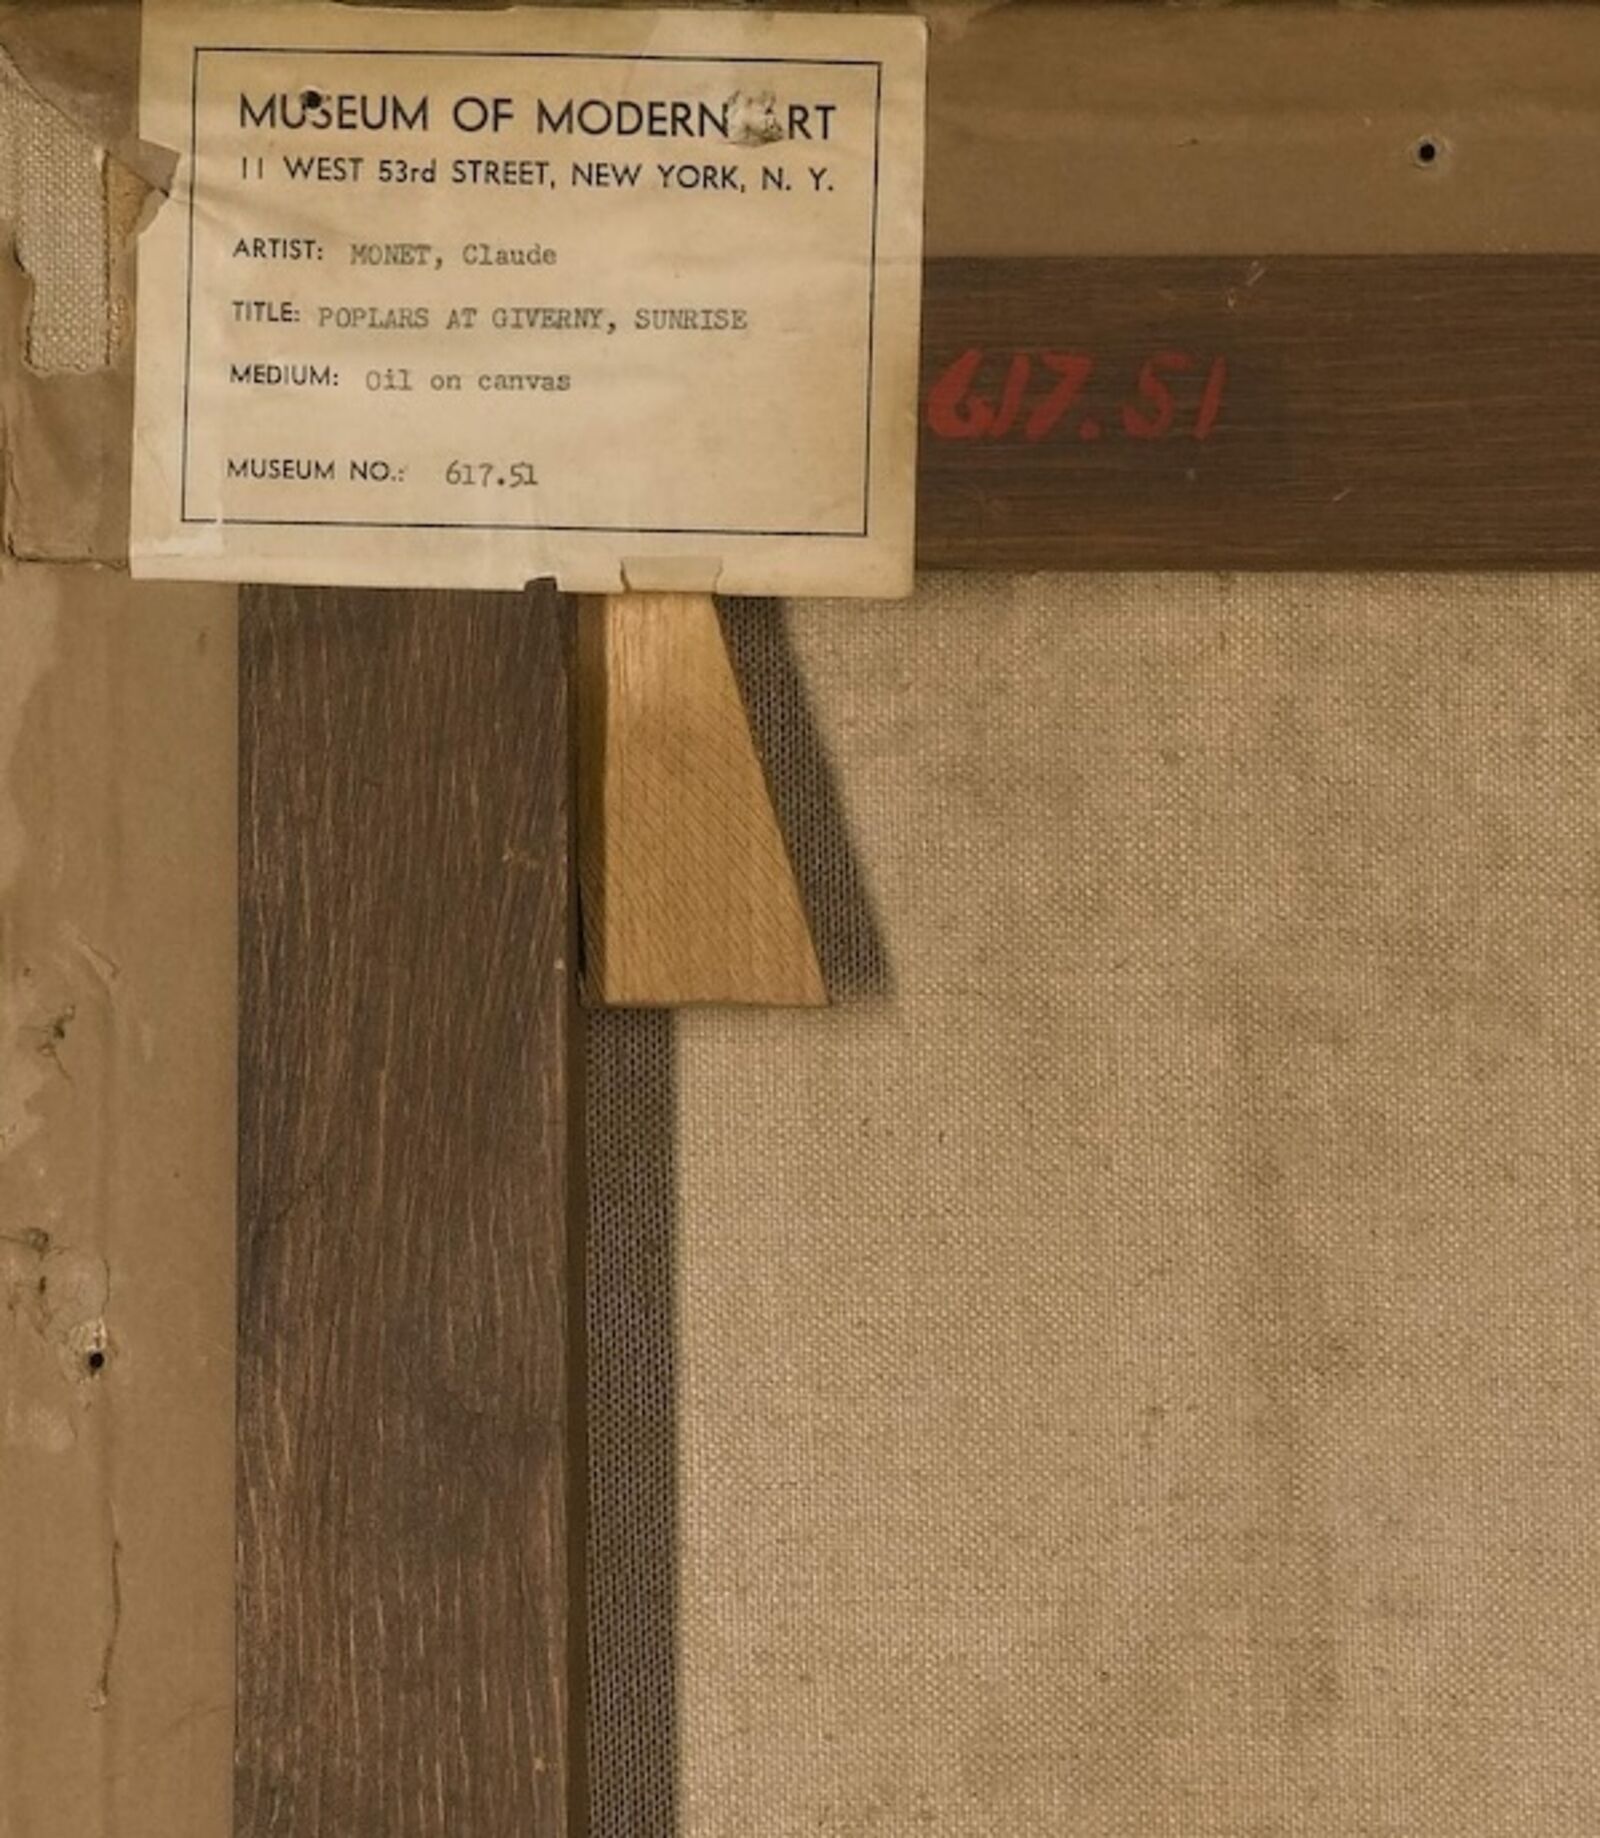 MUSEUM OF MODERN ART
11 WEST 53rd STREET, NEW YORK, N. Y.
ARTIST: MONET, Claude
TITLE: POPLARS AT GIVERNY, SUNRISE
MEDIUM: Oil on canvas
MUSEUM NO.: 617.51
617.51